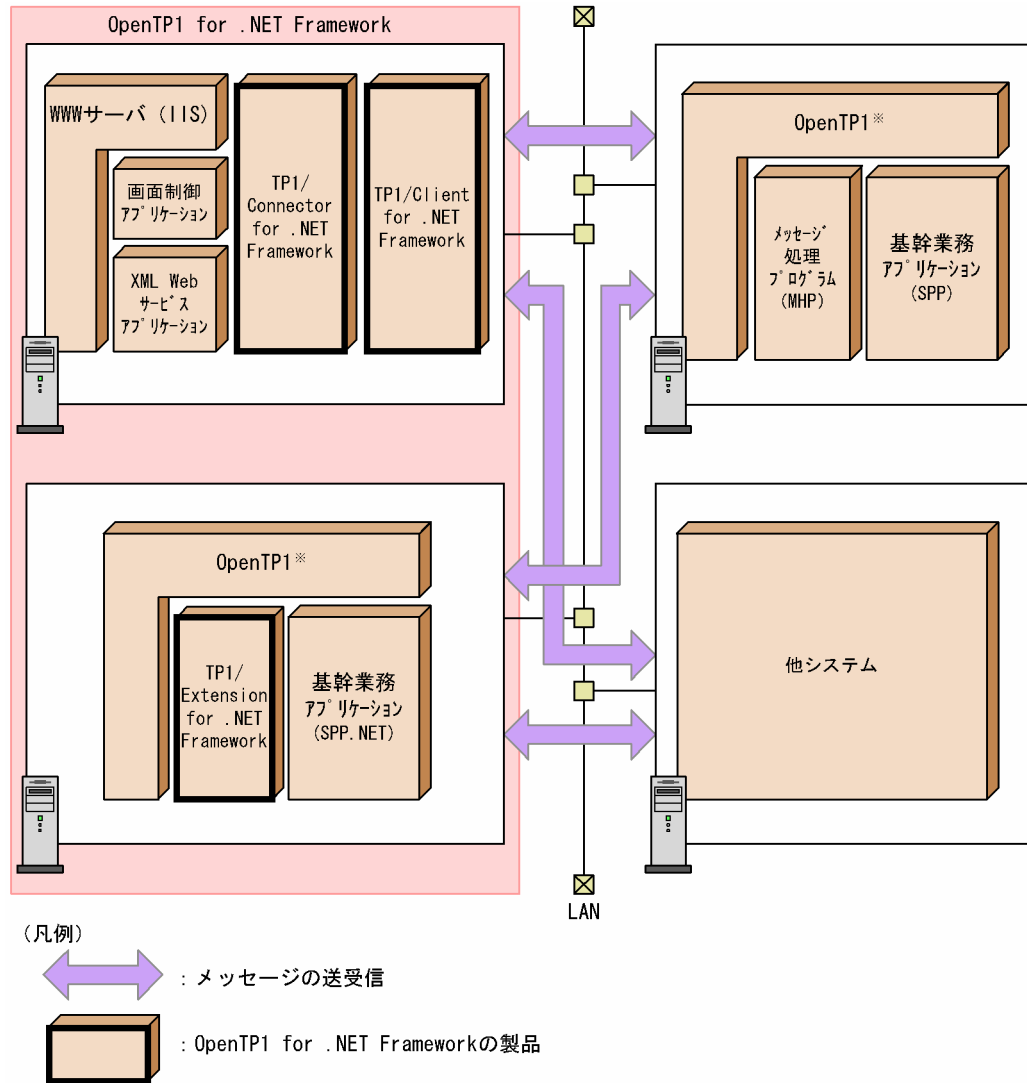 OpenTP1 for .NET Framework
WWWサーバ (IIS)
画面制御
ｱﾌﾟﾘｹｰｼｮﾝ
XML Web
ｻｰﾋﾞｽ
ｱﾌﾟﾘｹｰｼｮﾝ
TP1/
Connector
for .NET
Framework
TP1/Client
for .NET
Framework
OpenTP1※
ﾒｯｾｰｼﾞ
処理
ﾌﾟﾛｸﾞﾗﾑ
(MHP)
基幹業務
ｱﾌﾟﾘｹｰｼｮﾝ
(SPP)
OpenTP1※
TP1/
Extension
for .NET
Framework
基幹業務
ｱﾌﾟﾘｹｰｼｮﾝ
(SPP.NET)
他システム
LAN
(凡例)
：メッセージの送受信
：OpenTP1 for .NET Frameworkの製品